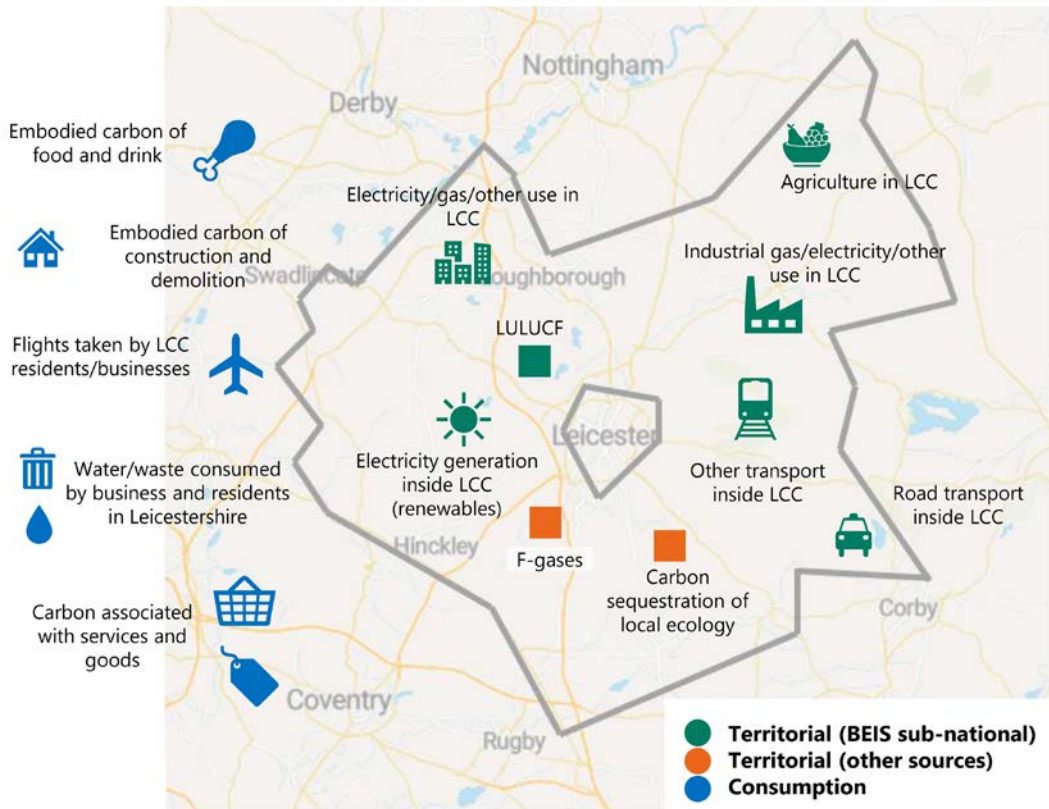 Nottingham
Derby
Embodied carbon of
food and drink
Agriculture in LCC
Electricity/gas/other use in
LCC
Embodied carbon of
construction and
demolition
Swadlincote
Loughborough
Industrial gas/electricity/other
use in LCC
LULUCF
Flights taken by LCC
residents/businesses
Leicester
Electricity generation
inside LCC
(renewables)
Other transport
inside LCC
Water/waste consumed
by business and residents
in Leicestershire
Road transport
inside LCC
Hinckley
F-gases
Carbon
sequestration of
local ecology
Corby
Carbon associated
with services and
goods
Coventry
Rugby
Territorial (BEIS sub-national)
Territorial (other sources)
Consumption